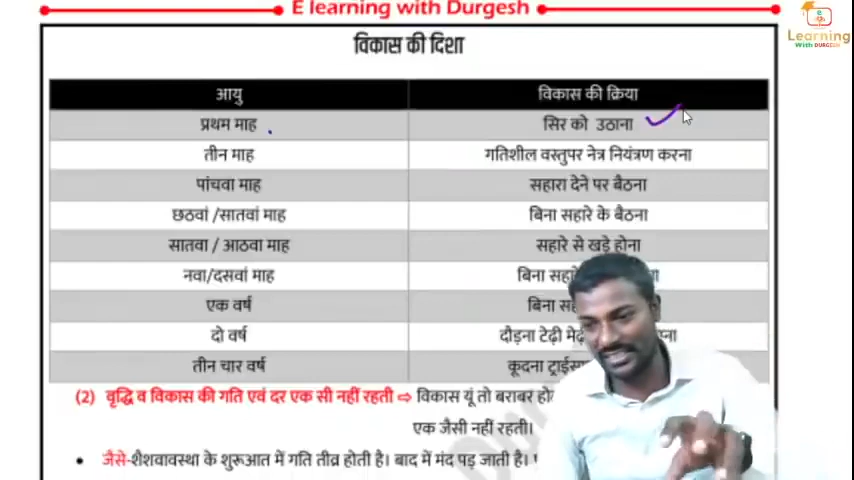 E learning with Durgesh
Learning
With DURGESH
विकास की दिशा
आयु विकास की क्रिया
प्रथम माह सिर को उठाना
तीन माह गतिशील वस्तुपर नेत्र नियंत्रण करना
पांचवा माह सहारा देने पर बैठना
छठवां /सातवां माह बिना सहारे के बैठना
सातवा / आठवा माह सहारे से खड़े होना
नवा/दसवां माह बिना
एक वर्ष बिना
दो वर्ष दौड़ना टेढ़ी
तीन चार वर्ष कूदना
(2) वृद्धि व विकास की गति एवं दर एक सी नहीं रहती ⇨ विकास यूं तो बराबर
एक जैसी नहीं रहती।
• जैसे-शैशवावस्था के शुरूआत में गति तीव्र होती है। बाद में मंद पड़ जाती है।